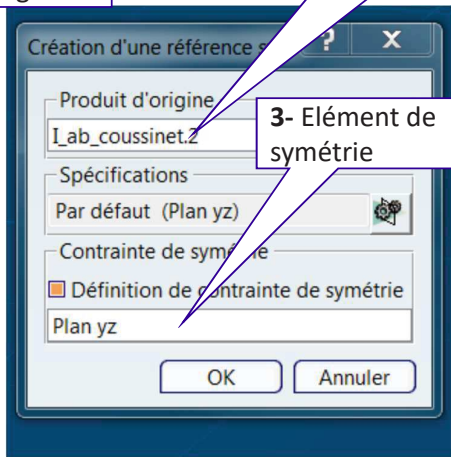 Création d'une référence s
? X
Produit d'origine
I_ab_coussinet.2
3- Elément de
symétrie
Spécifications
Par défaut (Plan yz)
Contrainte de symétrie
Définition de contrainte de symétrie
Plan yz
OK Annuler